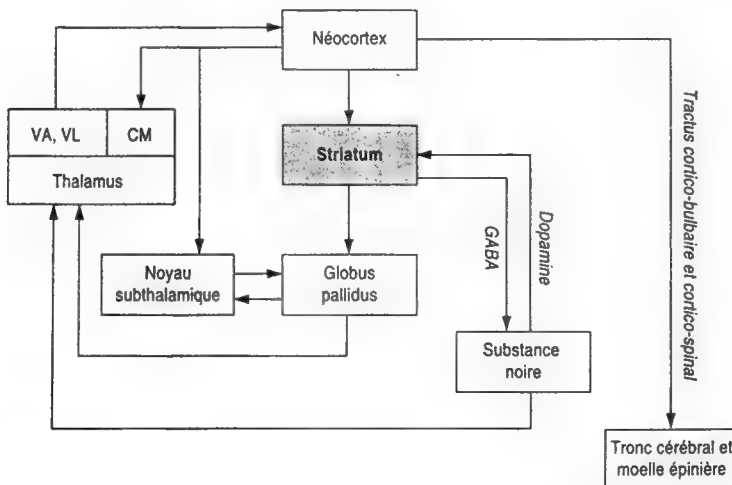 Néocortex
VA, VL
CM
Thalamus
Striatum
GABA
Dopamine
Tractus cortico-bulbaire et cortico-spinal
Noyau
subthalamique
Globus
pallidus
Substance
noire
Tronc cérébral et
moelle épinière